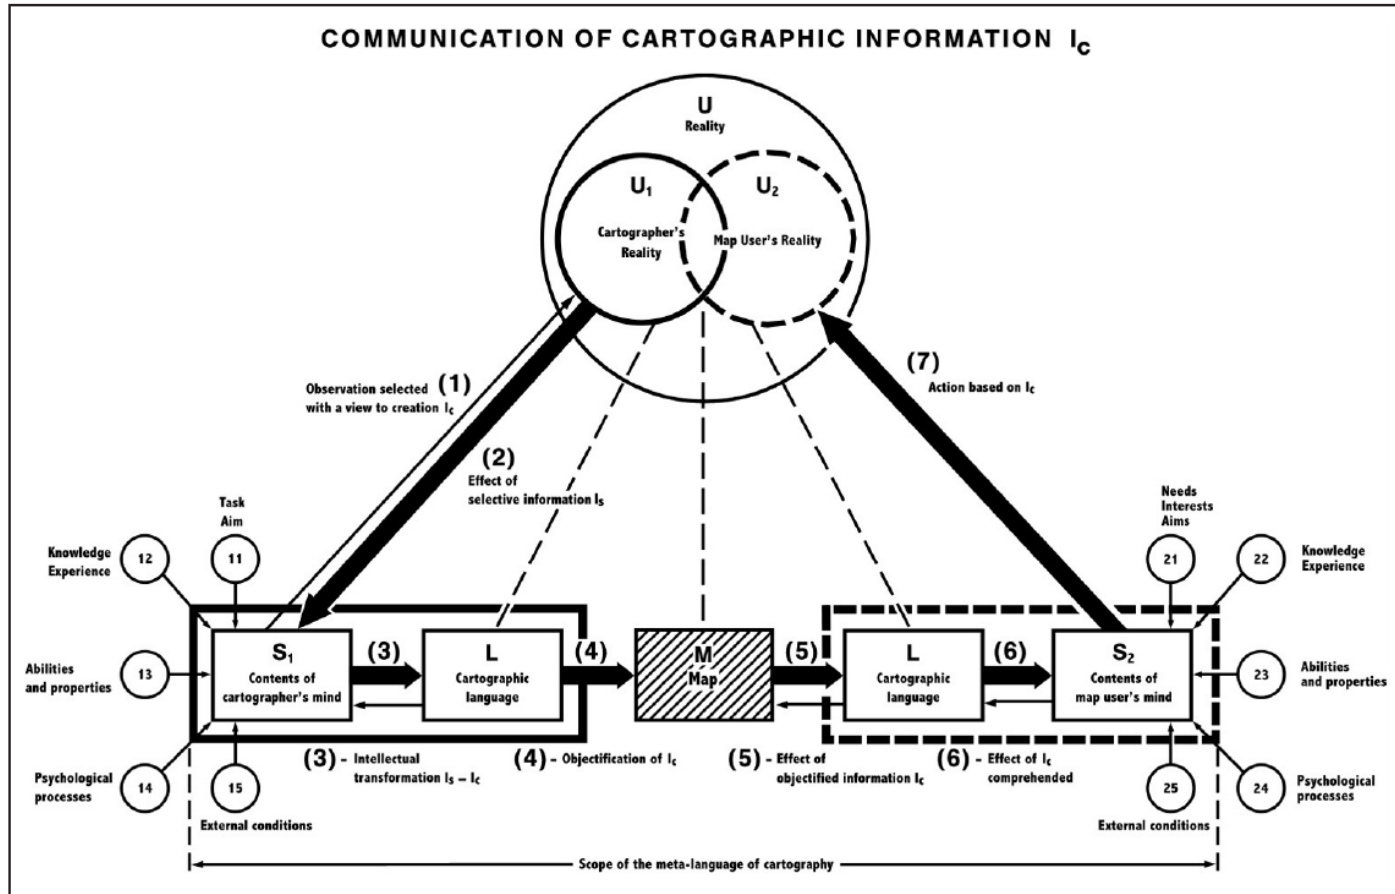 COMMUNICATION OF CARTOGRAPHIC INFORMATION Ic
U
Reality
U1
U2
Cartographer's
Reality
Map User's Reality
(1)
Observation selected
with a view to creation Ic
(7)
Action based on Ic
(2)
Effect of
selective information Is
Task
Aim
Needs
Interests
Aims
Knowledge
Experience
12
11
21
22
Knowledge
Experience
S1
Contents of
cartographer's mind
(3)
L
Cartographic
language
(4)
M
Map
(5)
L
Cartographic
language
(6)
S2
Contents of
map user's mind
Abilities
and properties
13
23
Abilities
and properties
(3) - Intellectual
transformation Is – Ic
(4) - Objectification of Ic
(5) - Effect of
objectified information Ic
(6) - Effect of Ic
comprehended
Psychological
processes
14
15
25
24
Psychological
processes
External conditions
External conditions
Scope of the meta-language of cartography